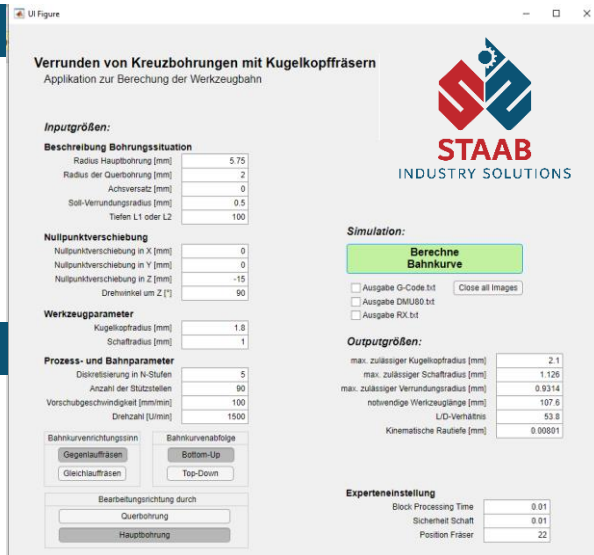 UI Figure
Verrunden von Kreuzbohrungen mit Kugelkopffräsern
Applikation zur Berechung der Werkzeugbahn
STAAB
INDUSTRY SOLUTIONS
Inputgrößen:
Beschreibung Bohrungssituation
Radius Hauptbohrung [mm] 5.75
Radius der Querbohrung [mm] 2
Achsversatz [mm] 0
Soll-Verrundungsradius [mm] 0.5
Tiefen L1 oder L2 100
Nullpunktverschiebung
Nullpunktverschiebung in X [mm] 0
Nullpunktverschiebung in Y [mm] 0
Nullpunktverschiebung in Z [mm] -15
Drehwinkel um Z [°] 90
Werkzeugparameter
Kugelkopfradius [mm] 1.8
Schaftradius [mm] 1
Prozess- und Bahnparameter
Diskretisierung in N-Stufen 5
Anzahl der Stützstellen 90
Vorschubgeschwindigkeit [mm/min] 100
Drehzahl [U/min] 1500
Bahnkurvenrichtungssinn Bahnkurvenabfolge
Gegenlauffräsen Bottom-Up
Gleichlauffräsen Top-Down
Bearbeitungsrichtung durch
Querbohrung
Hauptbohrung
Simulation:
Berechne
Bahnkurve
Ausgabe G-Code.txt Close all Images
Ausgabe DMU80.txt
Ausgabe RX.txt
Outputgrößen:
max. zulässiger Kugelkopfradius [mm] 2.1
max. zulässiger Schaftradius [mm] 1.126
max. zulässiger Verrundungsradius [mm] 0.9314
notwendige Werkzeuglänge [mm] 107.6
L/D-Verhältnis 53.8
Kinematische Rautiefe [mm] 0.00801
Experteneinstellung
Block Processing Time 0.01
Sicherheit Schaft 0.01
Position Fräser 22